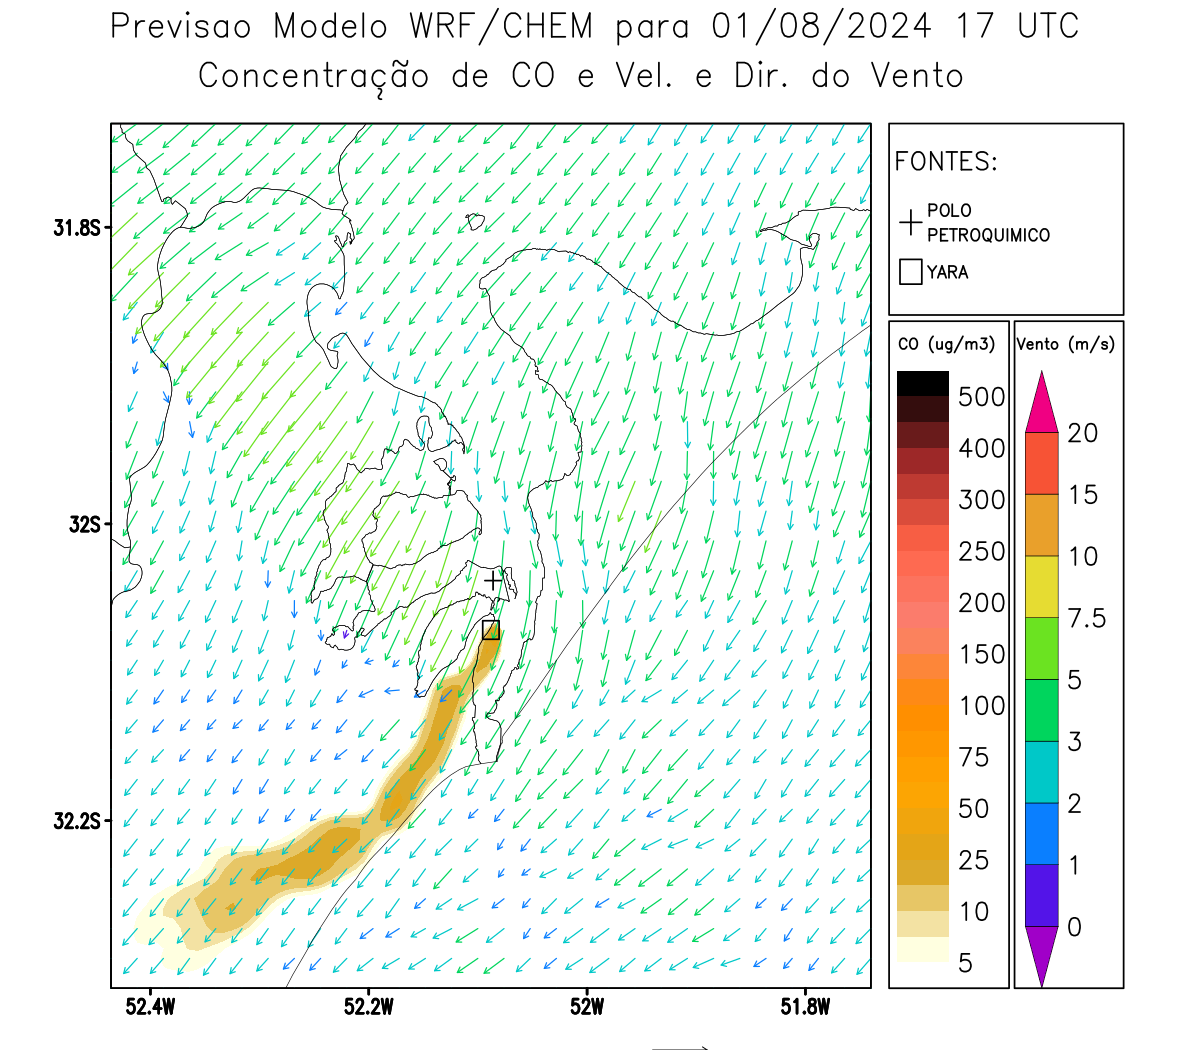 Previsao Modelo WRF/CHEM para 01/08/2024 17 UTC
Concentração de CO e Vel. e Dir. do Vento
FONTES:
POLO
PETROQUIMICO
YARA
31.8S
32S
32.2S
52.4W
52.2W
52W
51.8W
CO (ug/m3)
500
400
300
250
200
150
100
75
50
25
10
5
Vento (m/s)
20
15
10
7.5
5
3
2
1
0